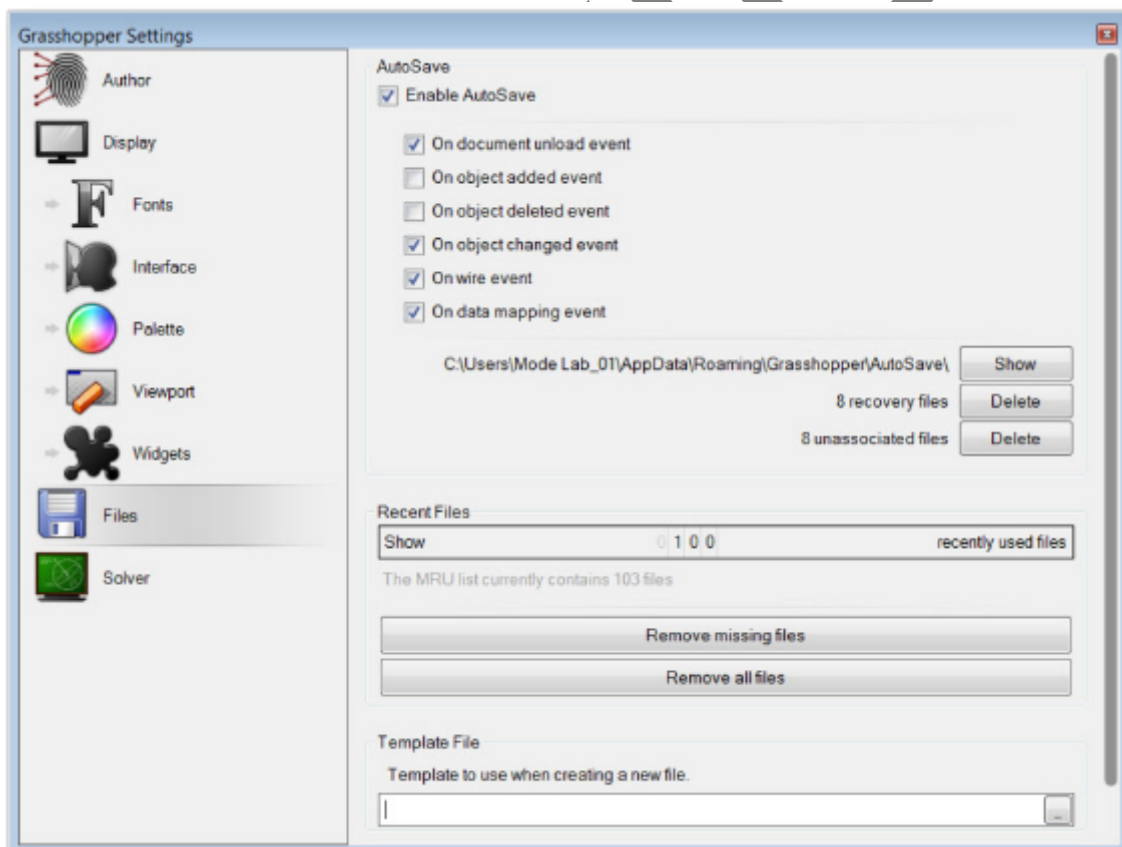 Grasshopper Settings
Author
Display
Fonts
Interface
Palette
Viewport
Widgets
Files
Solver
AutoSave
Enable AutoSave
On document unload event
On object added event
On object deleted event
On object changed event
On wire event
On data mapping event
C:\Users\Mode Lab_01\AppData\Roaming\Grasshopper\AutoSave\ Show
8 recovery files Delete
8 unassociated files Delete
Recent Files
Show 0 1 0 0 recently used files
The MRU list currently contains 103 files
Remove missing files
Remove all files
Template File
Template to use when creating a new file.
...